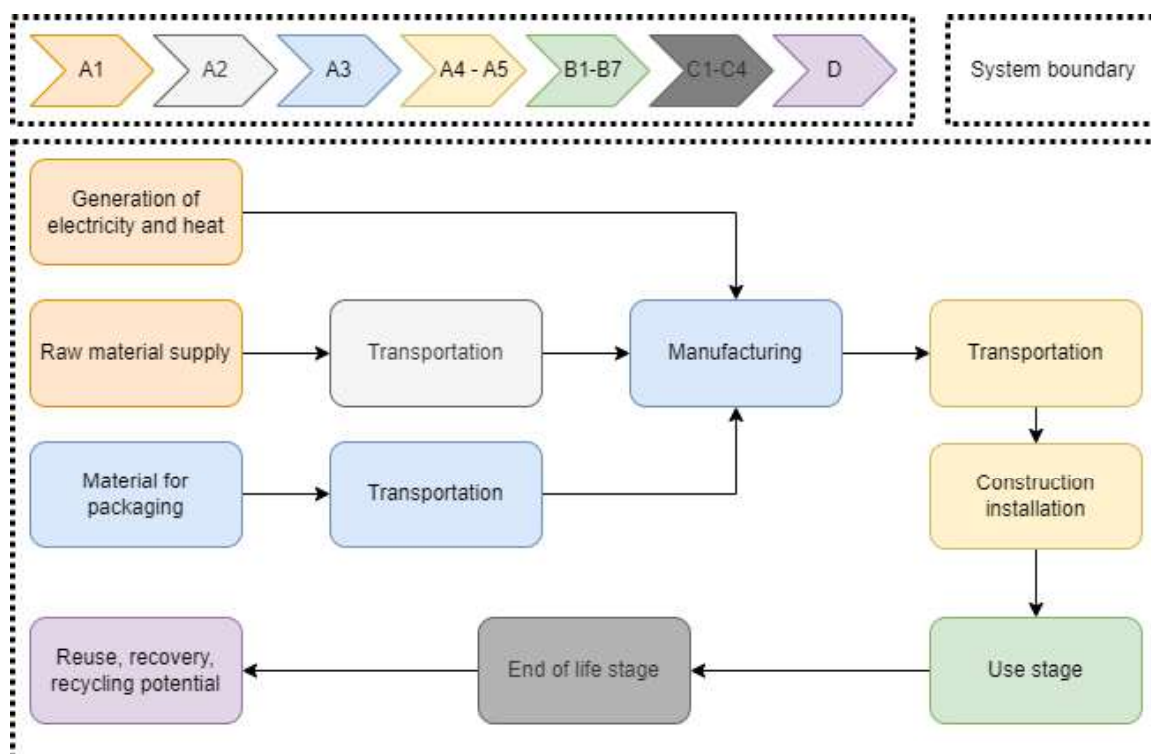 A1
A2
A3
A4 - A5
B1-B7
C1-C4
D
System boundary
Generation of
electricity and heat
Raw material supply
Transportation
Manufacturing
Transportation
Material for
packaging
Transportation
Construction
installation
Reuse, recovery,
recycling potential
End of life stage
Use stage